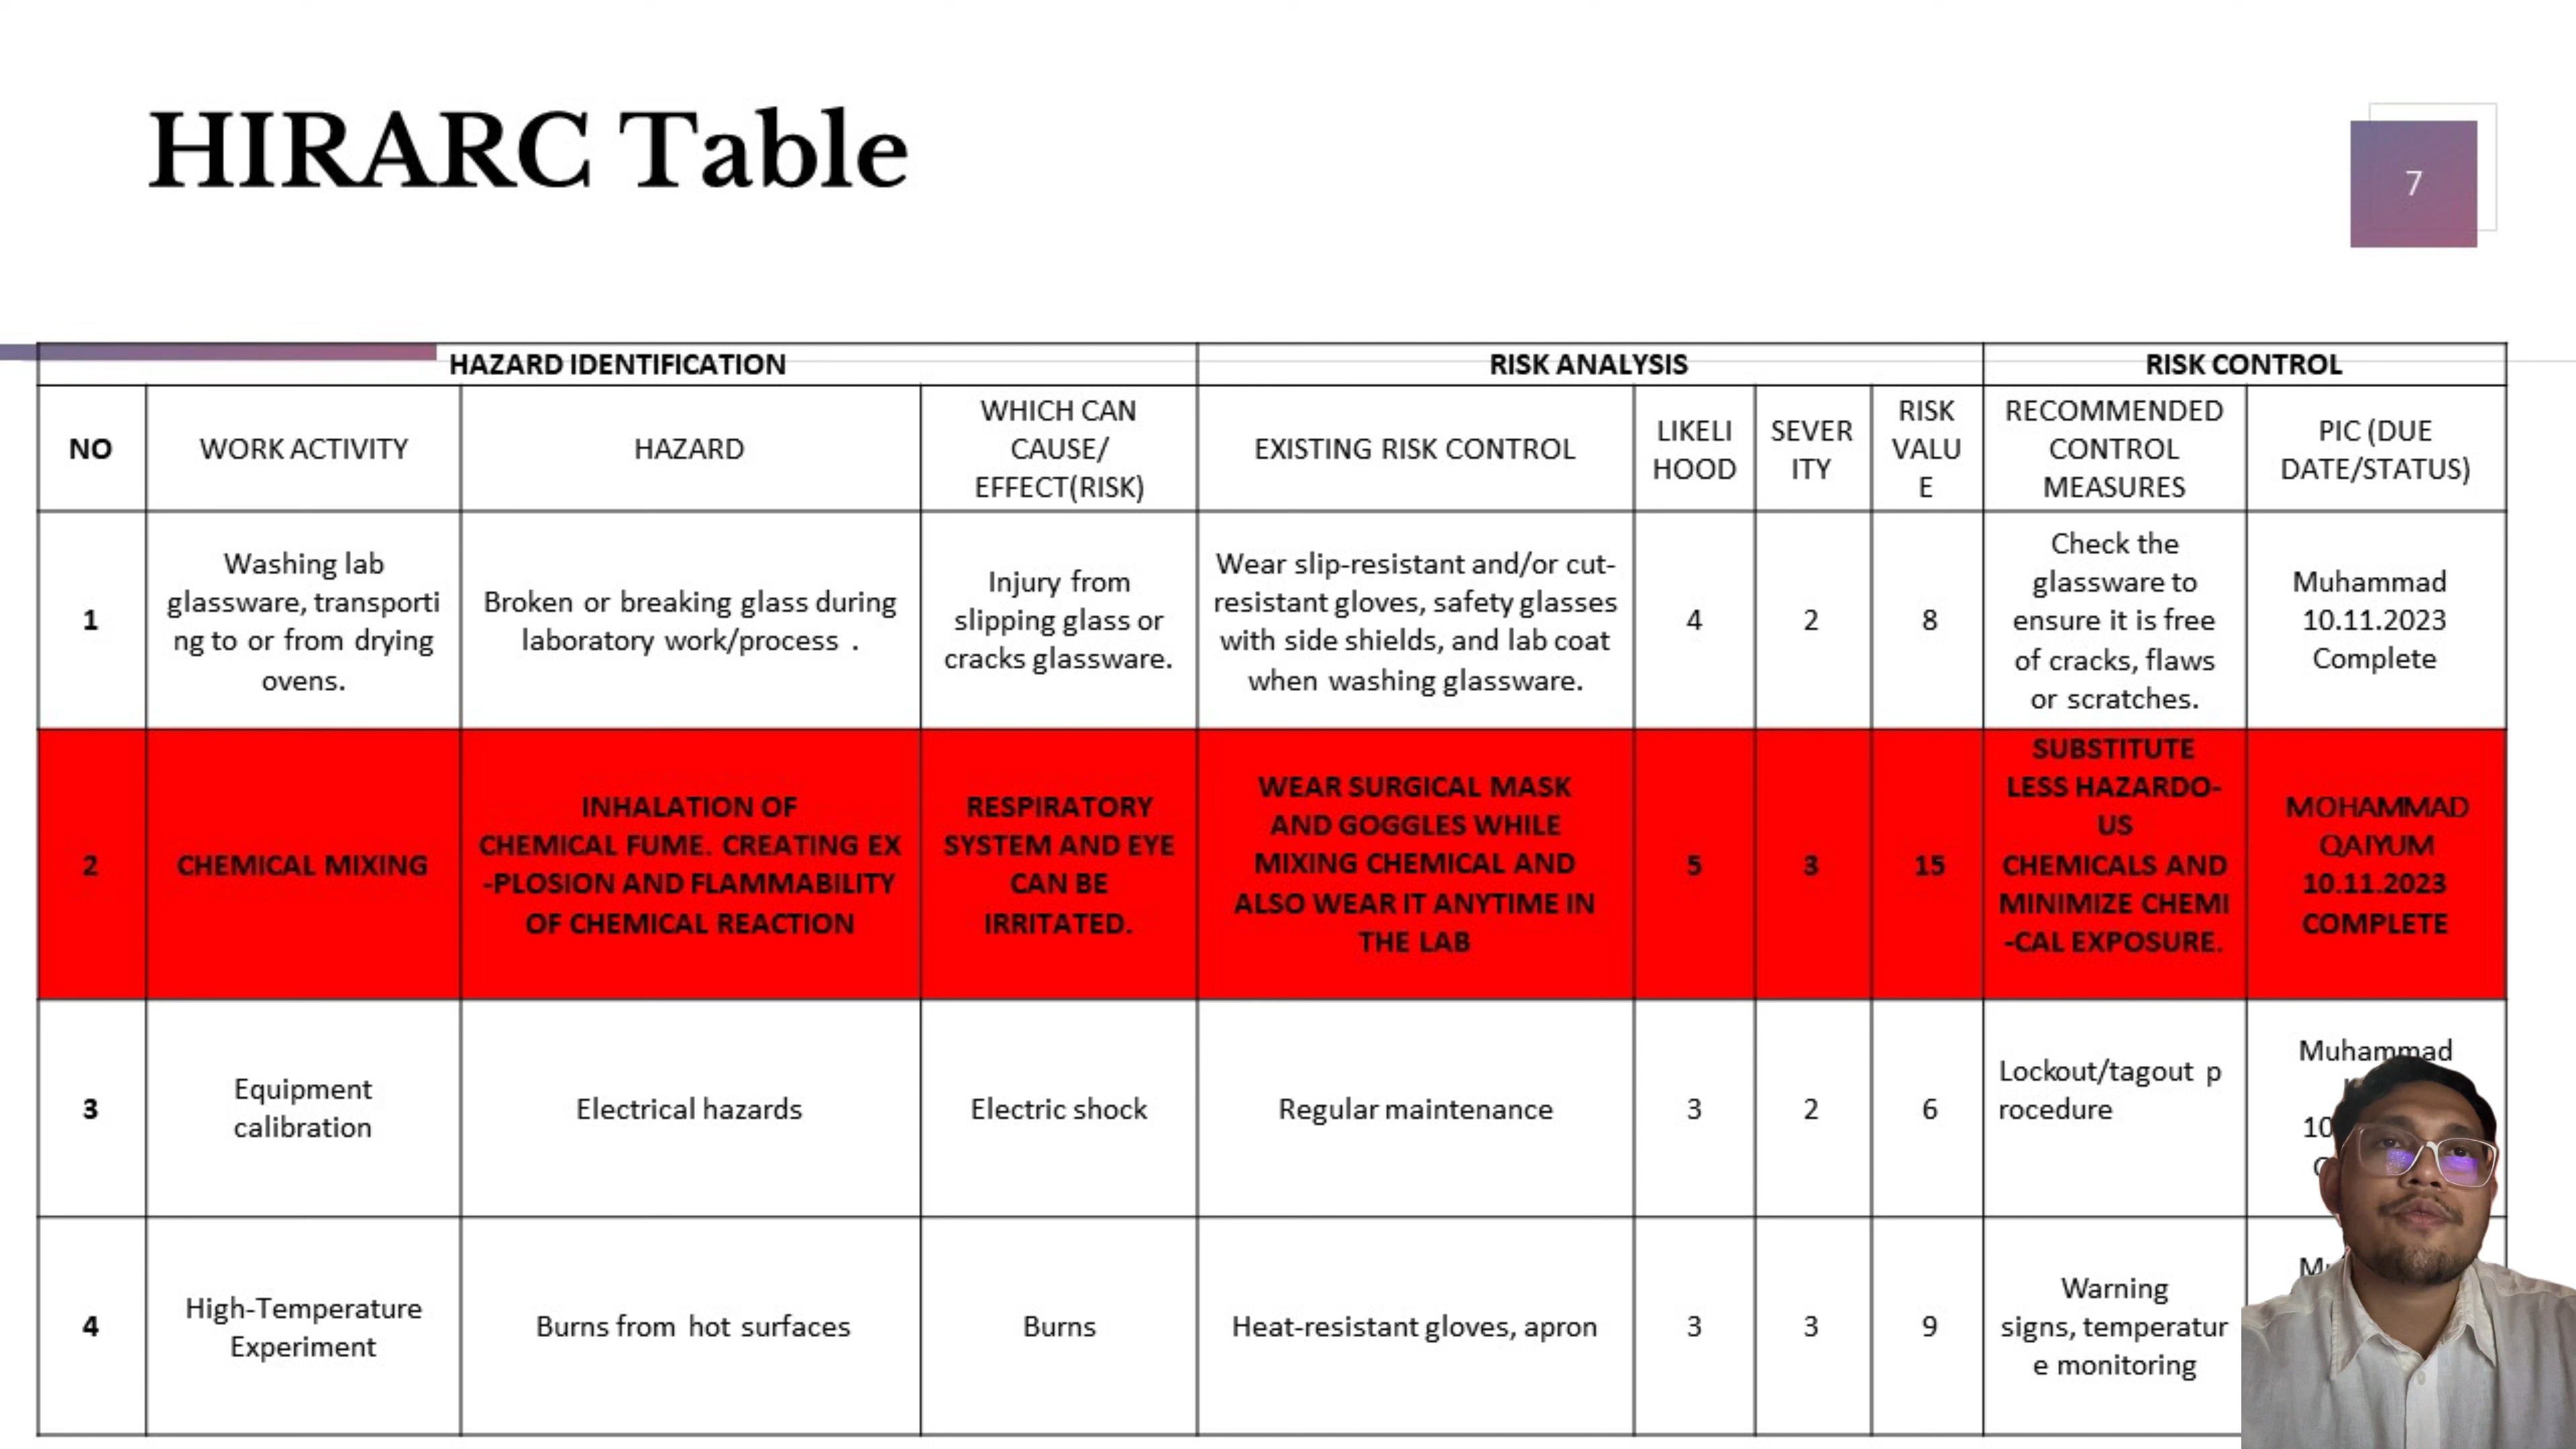 HIRARC Table
7
HAZARD IDENTIFICATION
RISK ANALYSIS
RISK CONTROL
NO
WORK ACTIVITY
HAZARD
WHICH CAN
CAUSE/
EFFECT(RISK)
EXISTING RISK CONTROL
LIKELI
HOOD
SEVER
ITY
RISK
VALU
E
RECOMMENDED
CONTROL
MEASURES
PIC (DUE
DATE/STATUS)
1
Washing lab
glassware, transporti
ng to or from drying
ovens.
Broken or breaking glass during
laboratory work/process .
Injury from
slipping glass or
cracks glassware.
Wear slip-resistant and/or cut-
resistant gloves, safety glasses
with side shields, and lab coat
when washing glassware.
4
2
8
Check the
glassware to
ensure it is free
of cracks, flaws
or scratches.
Muhammad
10.11.2023
Complete
2
CHEMICAL MIXING
INHALATION OF
CHEMICAL FUME. CREATING EX
-PLOSION AND FLAMMABILITY
OF CHEMICAL REACTION
RESPIRATORY
SYSTEM AND EYE
CAN BE
IRRITATED.
WEAR SURGICAL MASK
AND GOGGLES WHILE
MIXING CHEMICAL AND
ALSO WEAR IT ANYTIME IN
THE LAB
5
3
15
SUBSTITUTE
LESS HAZARDO-
US
CHEMICALS AND
MINIMIZE CHEMI
-CAL EXPOSURE.
MOHAMMAD
QAIYUM
10.11.2023
COMPLETE
3
Equipment
calibration
Electrical hazards
Electric shock
Regular maintenance
3
2
6
Lockout/tagout p
rocedure
Muhammad
10
4
High-Temperature
Experiment
Burns from hot surfaces
Burns
Heat-resistant gloves, apron
3
3
9
Warning
signs, temperatur
e monitoring